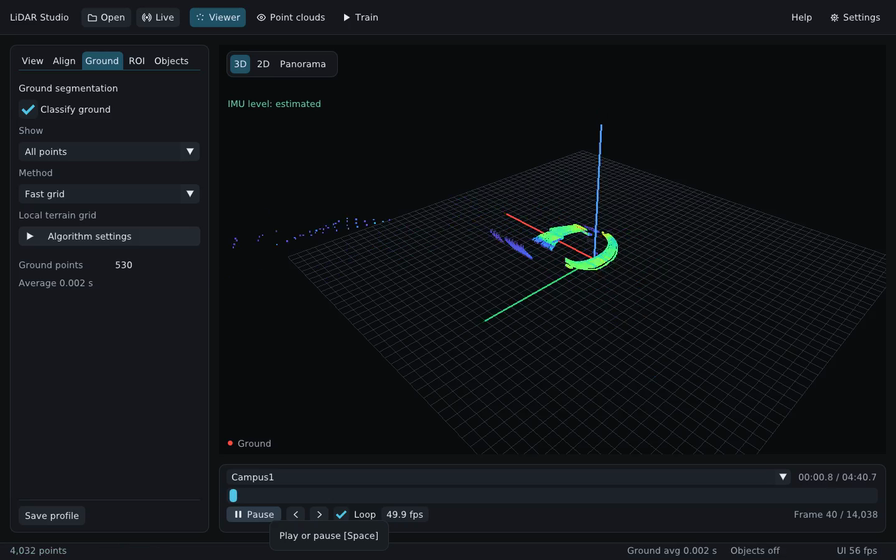 LiDAR Studio Open Live Viewer Point clouds Train Help Settings
View Align Ground ROI Objects
Ground segmentation
Classify ground
Show
All points
Method
Fast grid
Local terrain grid
Algorithm settings
Ground points 530
Average 0.002 s
Save profile
3D 2D Panorama
IMU level: estimated
Ground
Campus1 00:00.8 / 04:40.7
Pause Loop 49.9 fps Frame 40 / 14,038
Play or pause [Space]
4,032 points Ground avg 0.002 s Objects off UI 56 fps